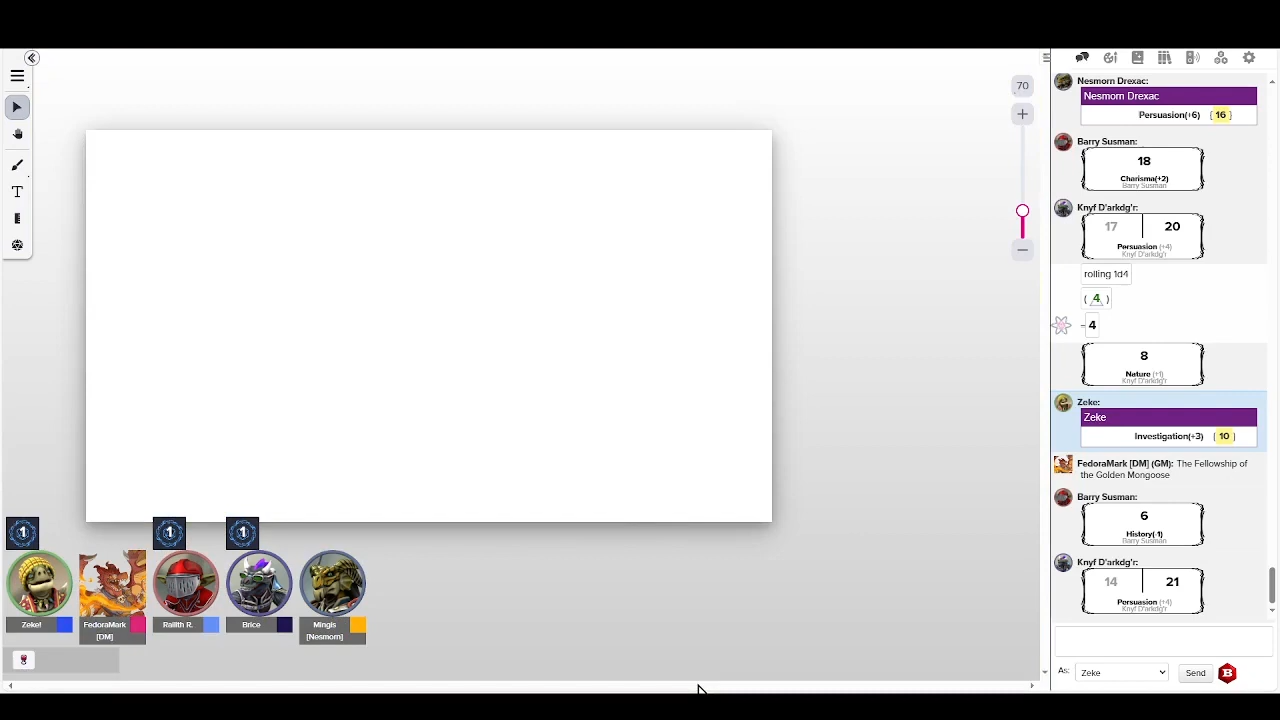 70
Nesmorn Drexac:
Nesmorn Drexac
Persuasion(+6) 16
Barry Susman:
18
Charisma(+2)
Barry Susman
Knyf D'arkdg'r:
17 20
Persuasion (+4)
Knyf D'arkdg'r
rolling 1d4
( 4 )
= 4
8
Nature (+1)
Knyf D'arkdg'r
Zeke:
Zeke
Investigation(+3) 10
FedoraMark [DM] (GM): The Fellowship of
the Golden Mongoose
Barry Susman:
6
History(-1)
Barry Susman
Knyf D'arkdg'r:
14 21
Persuasion (+4)
Knyf D'arkdg'r
As: Zeke Send B
T
1 1 1
Zeke!
FedoraMark
[DM]
Railith R.
Brice
Mingis
[Nesmorn]